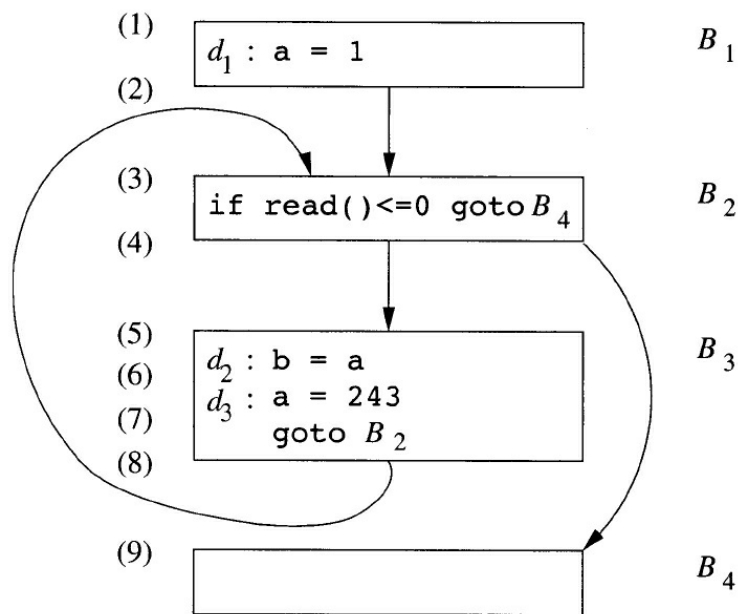 (1)
d1 : a = 1 B1
(2)
(3)
if read()<=0 goto B4 B2
(4)
(5)
d2 : b = a B3
(6)
d3 : a = 243
(7)
goto B2
(8)
(9)
B4